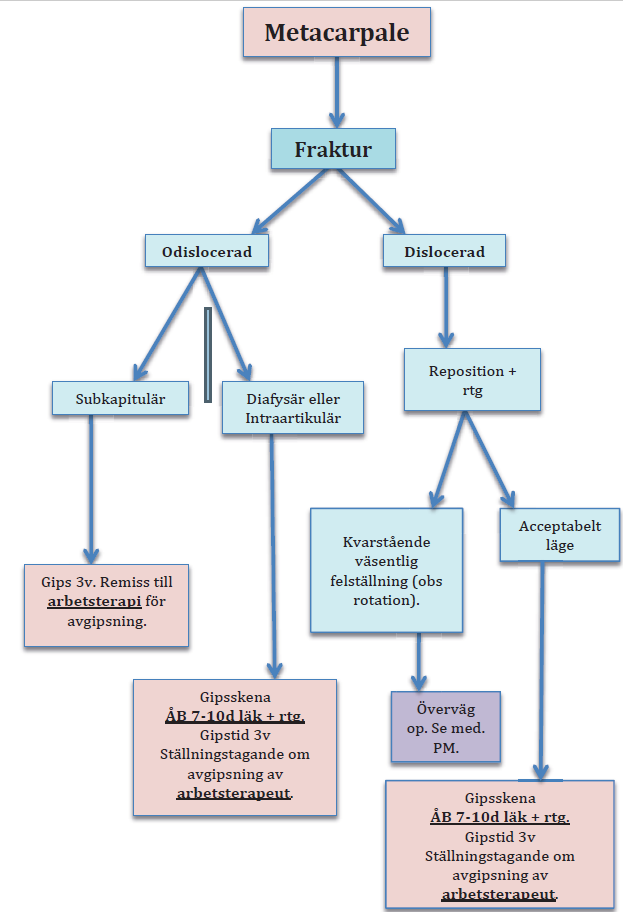 Metacarpale
Fraktur
Odislocerad
Dislocerad
Reposition +
rtg
Subkapitulär
Diafysär eller
Intraartikulär
Kvarstående
väsentlig
felställning (obs
rotation).
Acceptabelt
läge
Gips 3v. Remiss till
arbetsterapi för
avgipsning.
Gipsskena
ÅB 7-10d läk + rtg.
Gipstid 3v
Ställningstagande om
avgipsning av
arbetsterapeut.
Överväg
op. Se med.
PM.
Gipsskena
ÅB 7-10d läk + rtg.
Gipstid 3v
Ställningstagande om
avgipsning av
arbetsterapeut.